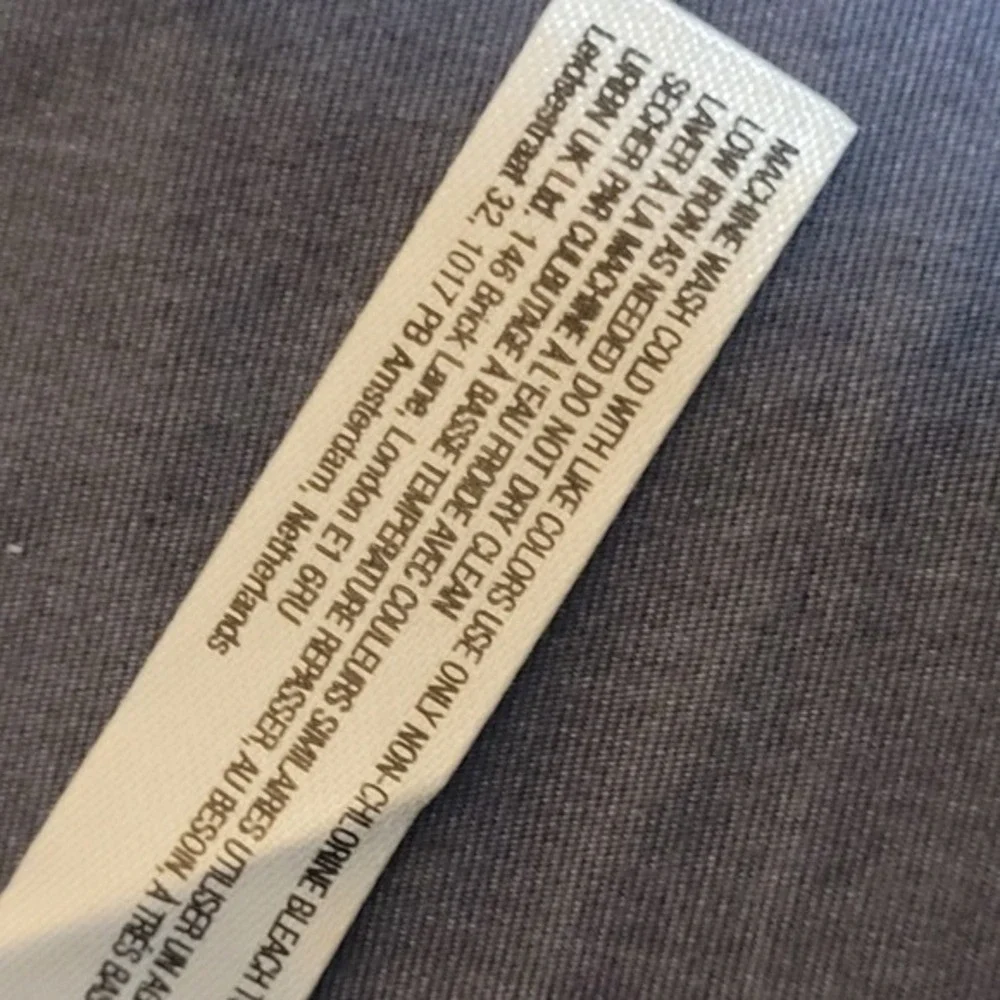 MACHINE WASH COLD WITH LIKE COLORS USE ONLY NON-CHLORINE BLEACH
LOW IRON AS NEEDED DO NOT DRY CLEAN
LAVER A LA MACHINE A L'EAU FROIDE AVEC COULEURS SIMILAIRES UTILISER UN
SECHER PAR CULBUTAGE A BASSE TEMPERATURE REPASSER, AU BESOIN, À TRÉS
URBN UK Ltd, 146 Brick Lane, London E1 6RU
Leidsestraat 32, 1017 PB Amsterdam, Netherlands